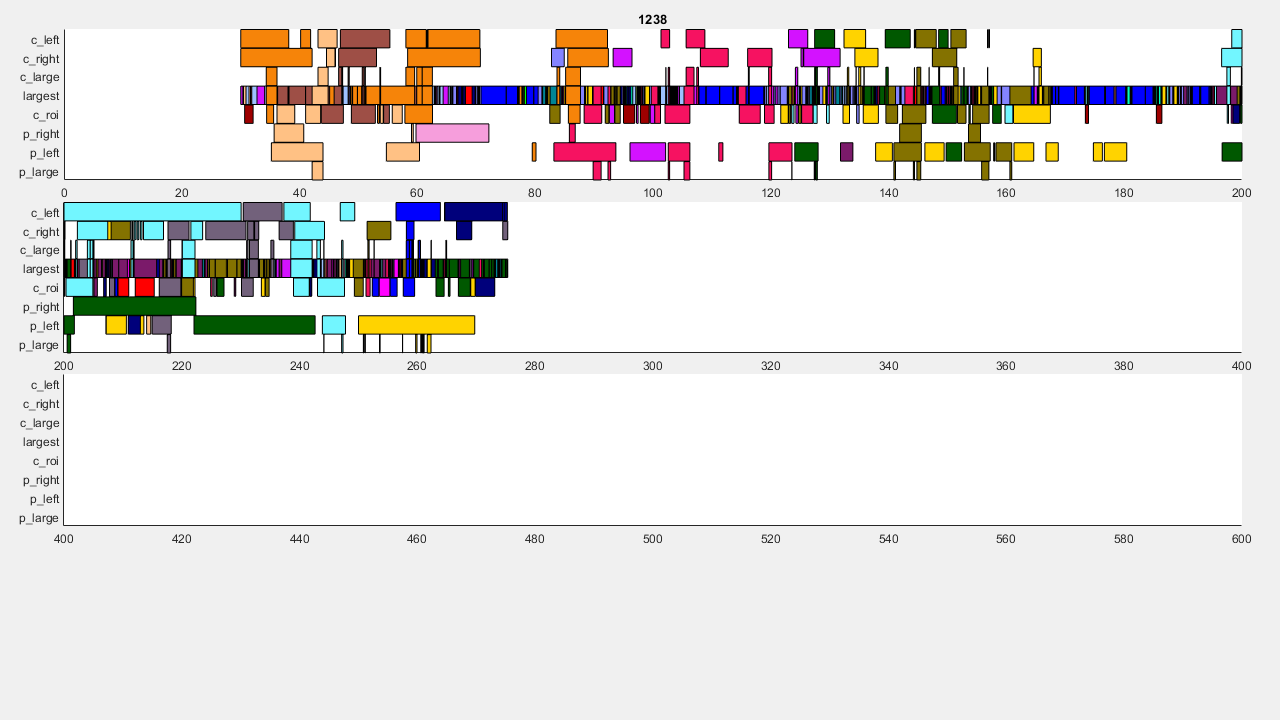 1238
c_left
c_right
c_large
largest
c_roi
p_right
p_left
p_large
0 20 40 60 80 100 120 140 160 180 200
c_left
c_right
c_large
largest
c_roi
p_right
p_left
p_large
200 220 240 260 280 300 320 340 360 380 400
c_left
c_right
c_large
largest
c_roi
p_right
p_left
p_large
400 420 440 460 480 500 520 540 560 580 600